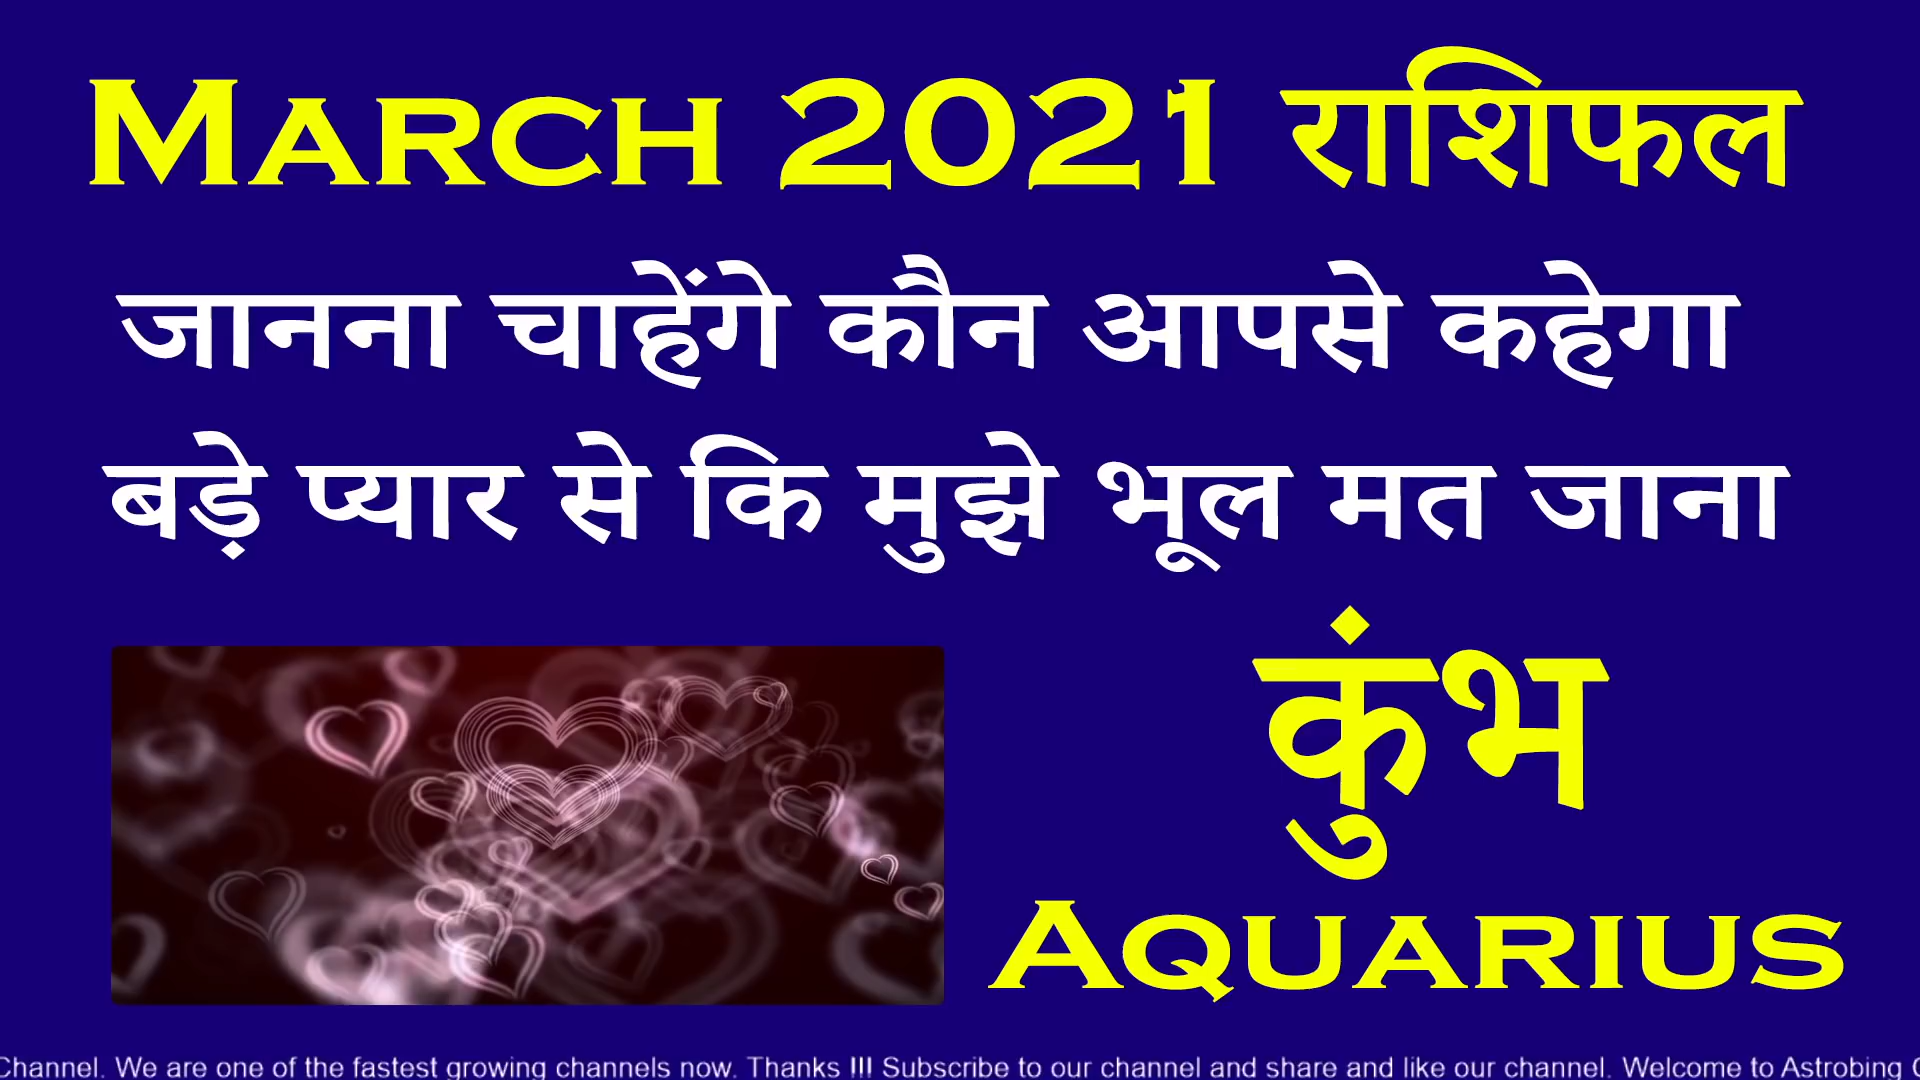 March 2021 राशिफल
जानना चाहेंगे कौन आपसे कहेगा
बड़े प्यार से कि मुझे भूल मत जाना
कुंभ
Aquarius
Channel. We are one of the fastest growing channels now. Thanks !!! Subscribe to our channel and share and like our channel. Welcome to Astrobing